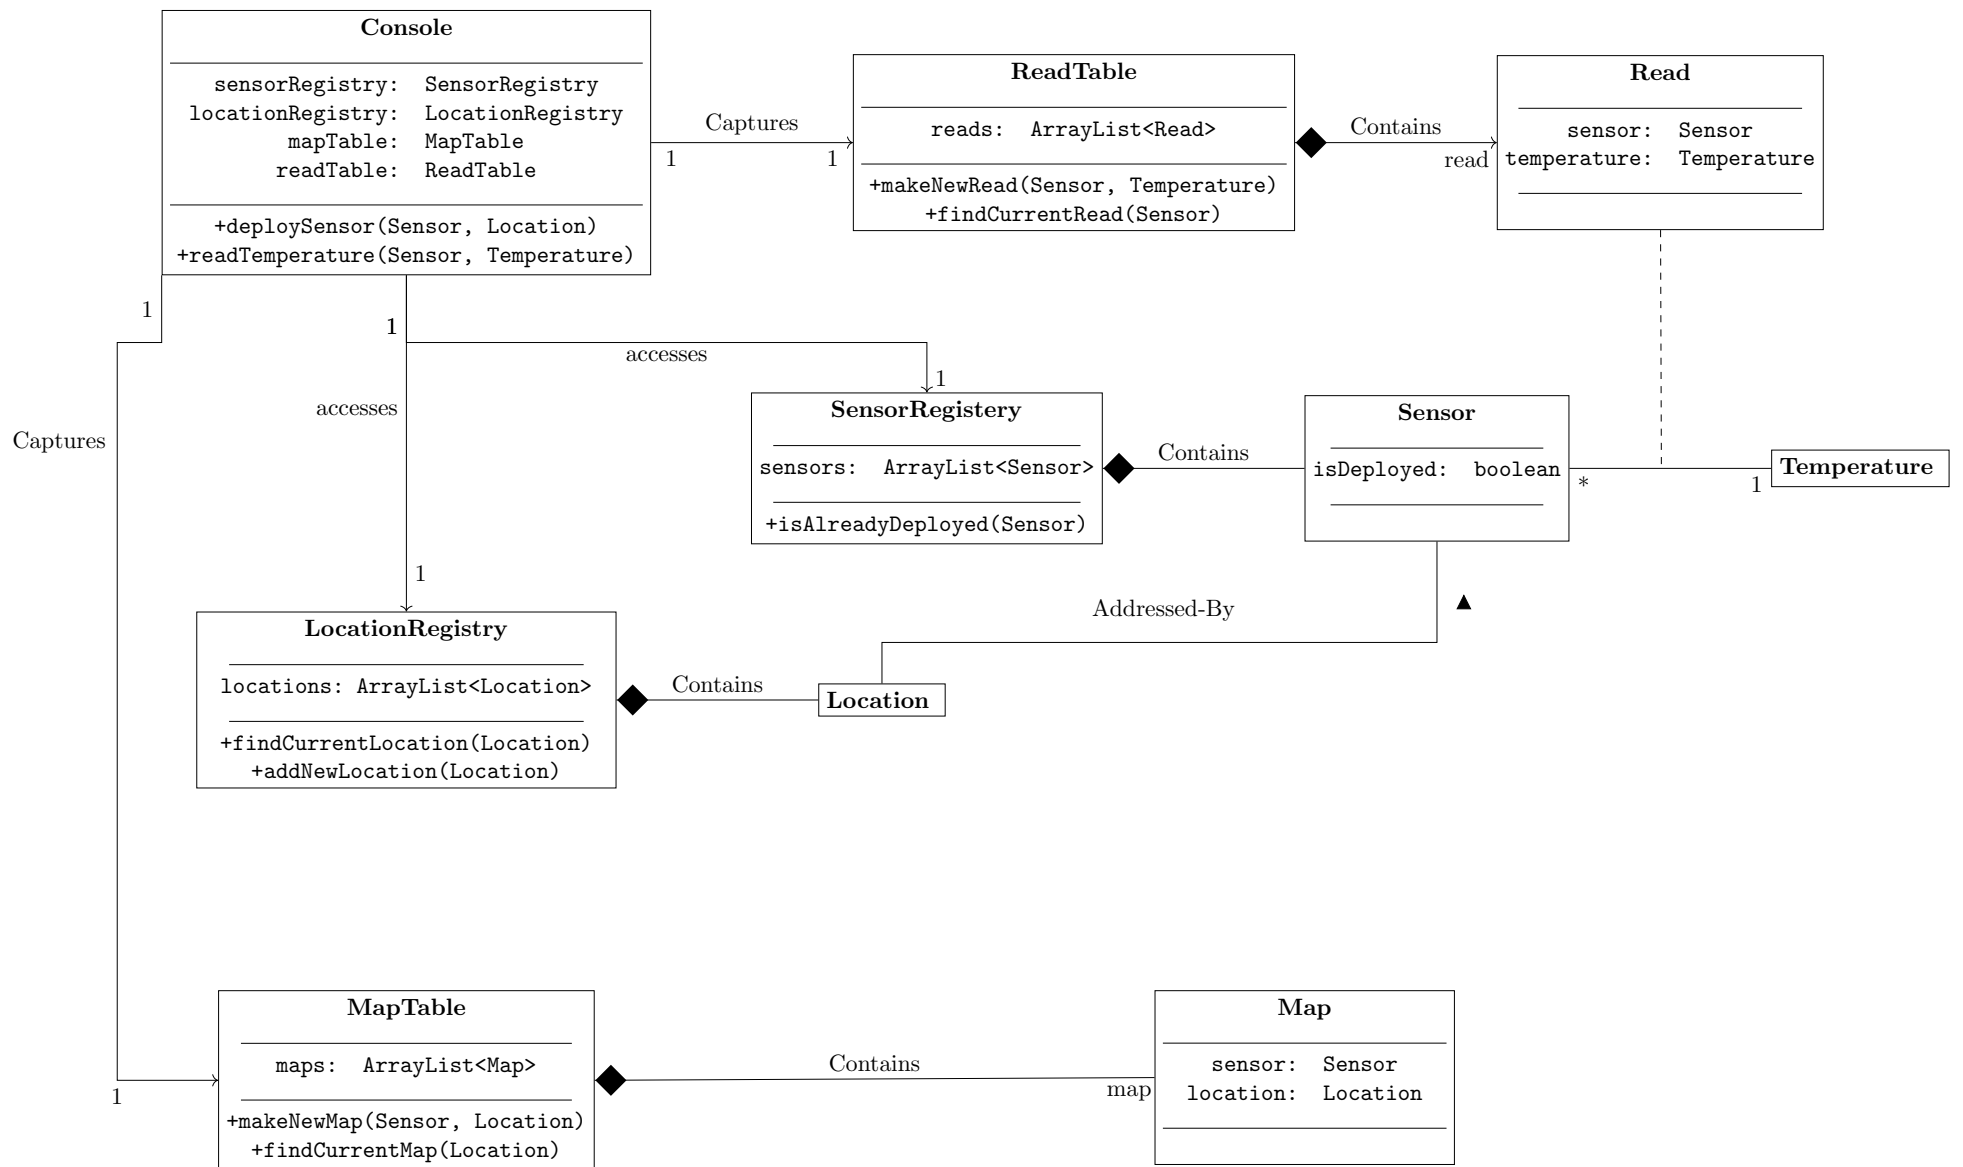 Console
sensorRegistry: SensorRegistry
locationRegistry: LocationRegistry
mapTable: MapTable
readTable: ReadTable
+deploySensor(Sensor, Location)
+readTemperature(Sensor, Temperature)
Captures
1
1
ReadTable
reads: ArrayList<Read>
+makeNewRead(Sensor, Temperature)
+findCurrentRead(Sensor)
Contains
read
Read
sensor: Sensor
temperature: Temperature
1
1
accesses
1
accesses
Captures
SensorRegistery
sensors: ArrayList<Sensor>
+isAlreadyDeployed(Sensor)
Contains
Sensor
isDeployed: boolean
*
1
Temperature
1
Addressed-By
▲
LocationRegistry
locations: ArrayList<Location>
+findCurrentLocation(Location)
+addNewLocation(Location)
Contains
Location
1
MapTable
maps: ArrayList<Map>
+makeNewMap(Sensor, Location)
+findCurrentMap(Location)
Contains
map
Map
sensor: Sensor
location: Location